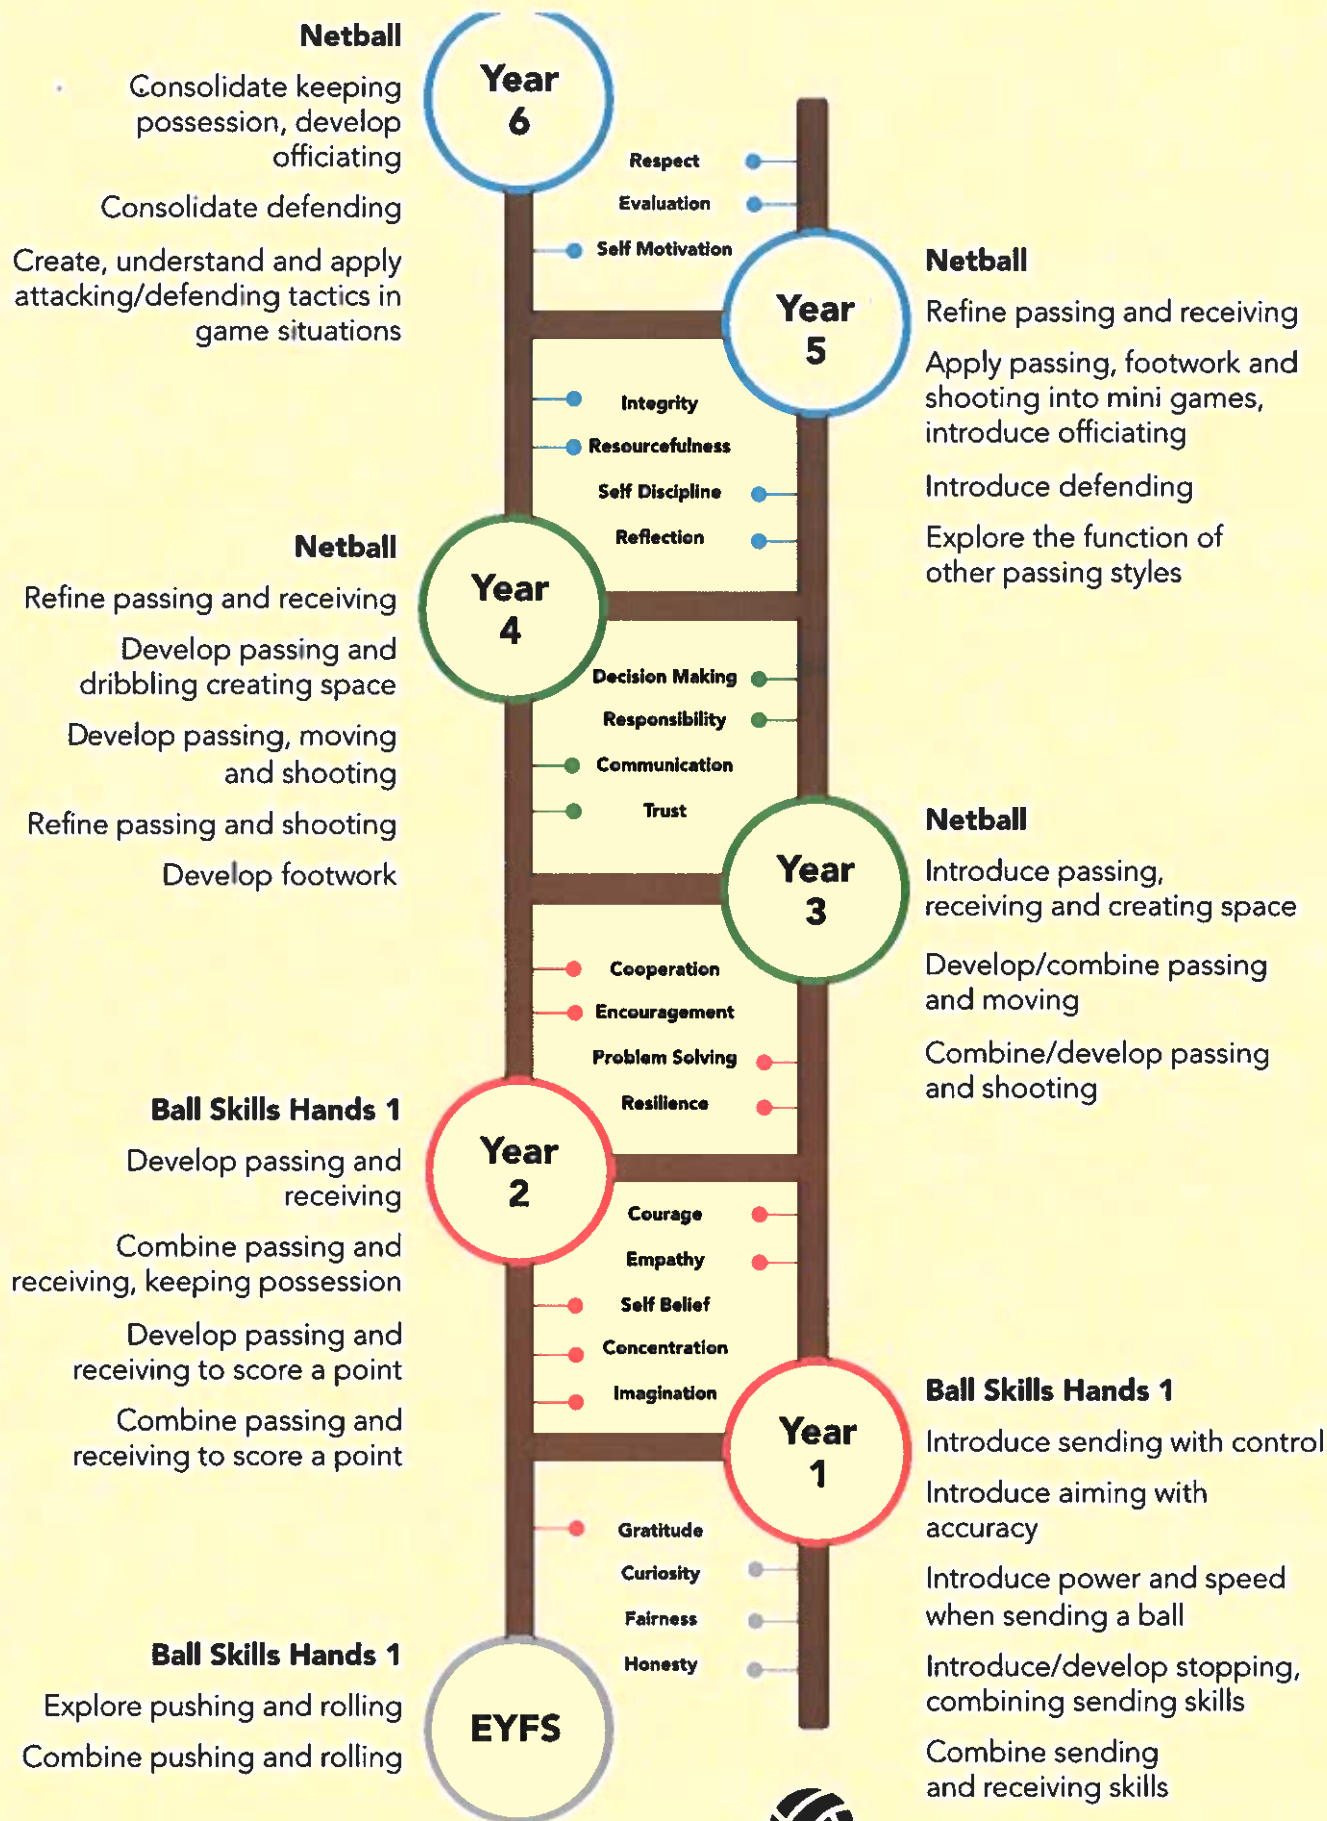 Netball
Consolidate keeping
possession, develop
officiating
Consolidate defending
Create, understand and apply
attacking/defending tactics in
game situations
Year
6
Respect
Evaluation
Self Motivation
Year
5
Netball
Refine passing and receiving
Apply passing, footwork and
shooting into mini games,
introduce officiating
Introduce defending
Explore the function of
other passing styles
Integrity
Resourcefulness
Self Discipline
Reflection
Netball
Refine passing and receiving
Develop passing and
dribbling creating space
Develop passing, moving
and shooting
Refine passing and shooting
Develop footwork
Year
4
Decision Making
Responsibility
Communication
Trust
Year
3
Netball
Introduce passing,
receiving and creating space
Develop/combine passing
and moving
Combine/develop passing
and shooting
Cooperation
Encouragement
Problem Solving
Resilience
Ball Skills Hands 1
Develop passing and
receiving
Combine passing and
receiving, keeping possession
Develop passing and
receiving to score a point
Combine passing and
receiving to score a point
Year
2
Courage
Empathy
Self Belief
Concentration
Imagination
Year
1
Ball Skills Hands 1
Introduce sending with control
Introduce aiming with
accuracy
Introduce power and speed
when sending a ball
Introduce/develop stopping,
combining sending skills
Combine sending
and receiving skills
Gratitude
Curiosity
Fairness
Honesty
Ball Skills Hands 1
Explore pushing and rolling
Combine pushing and rolling
EYFS